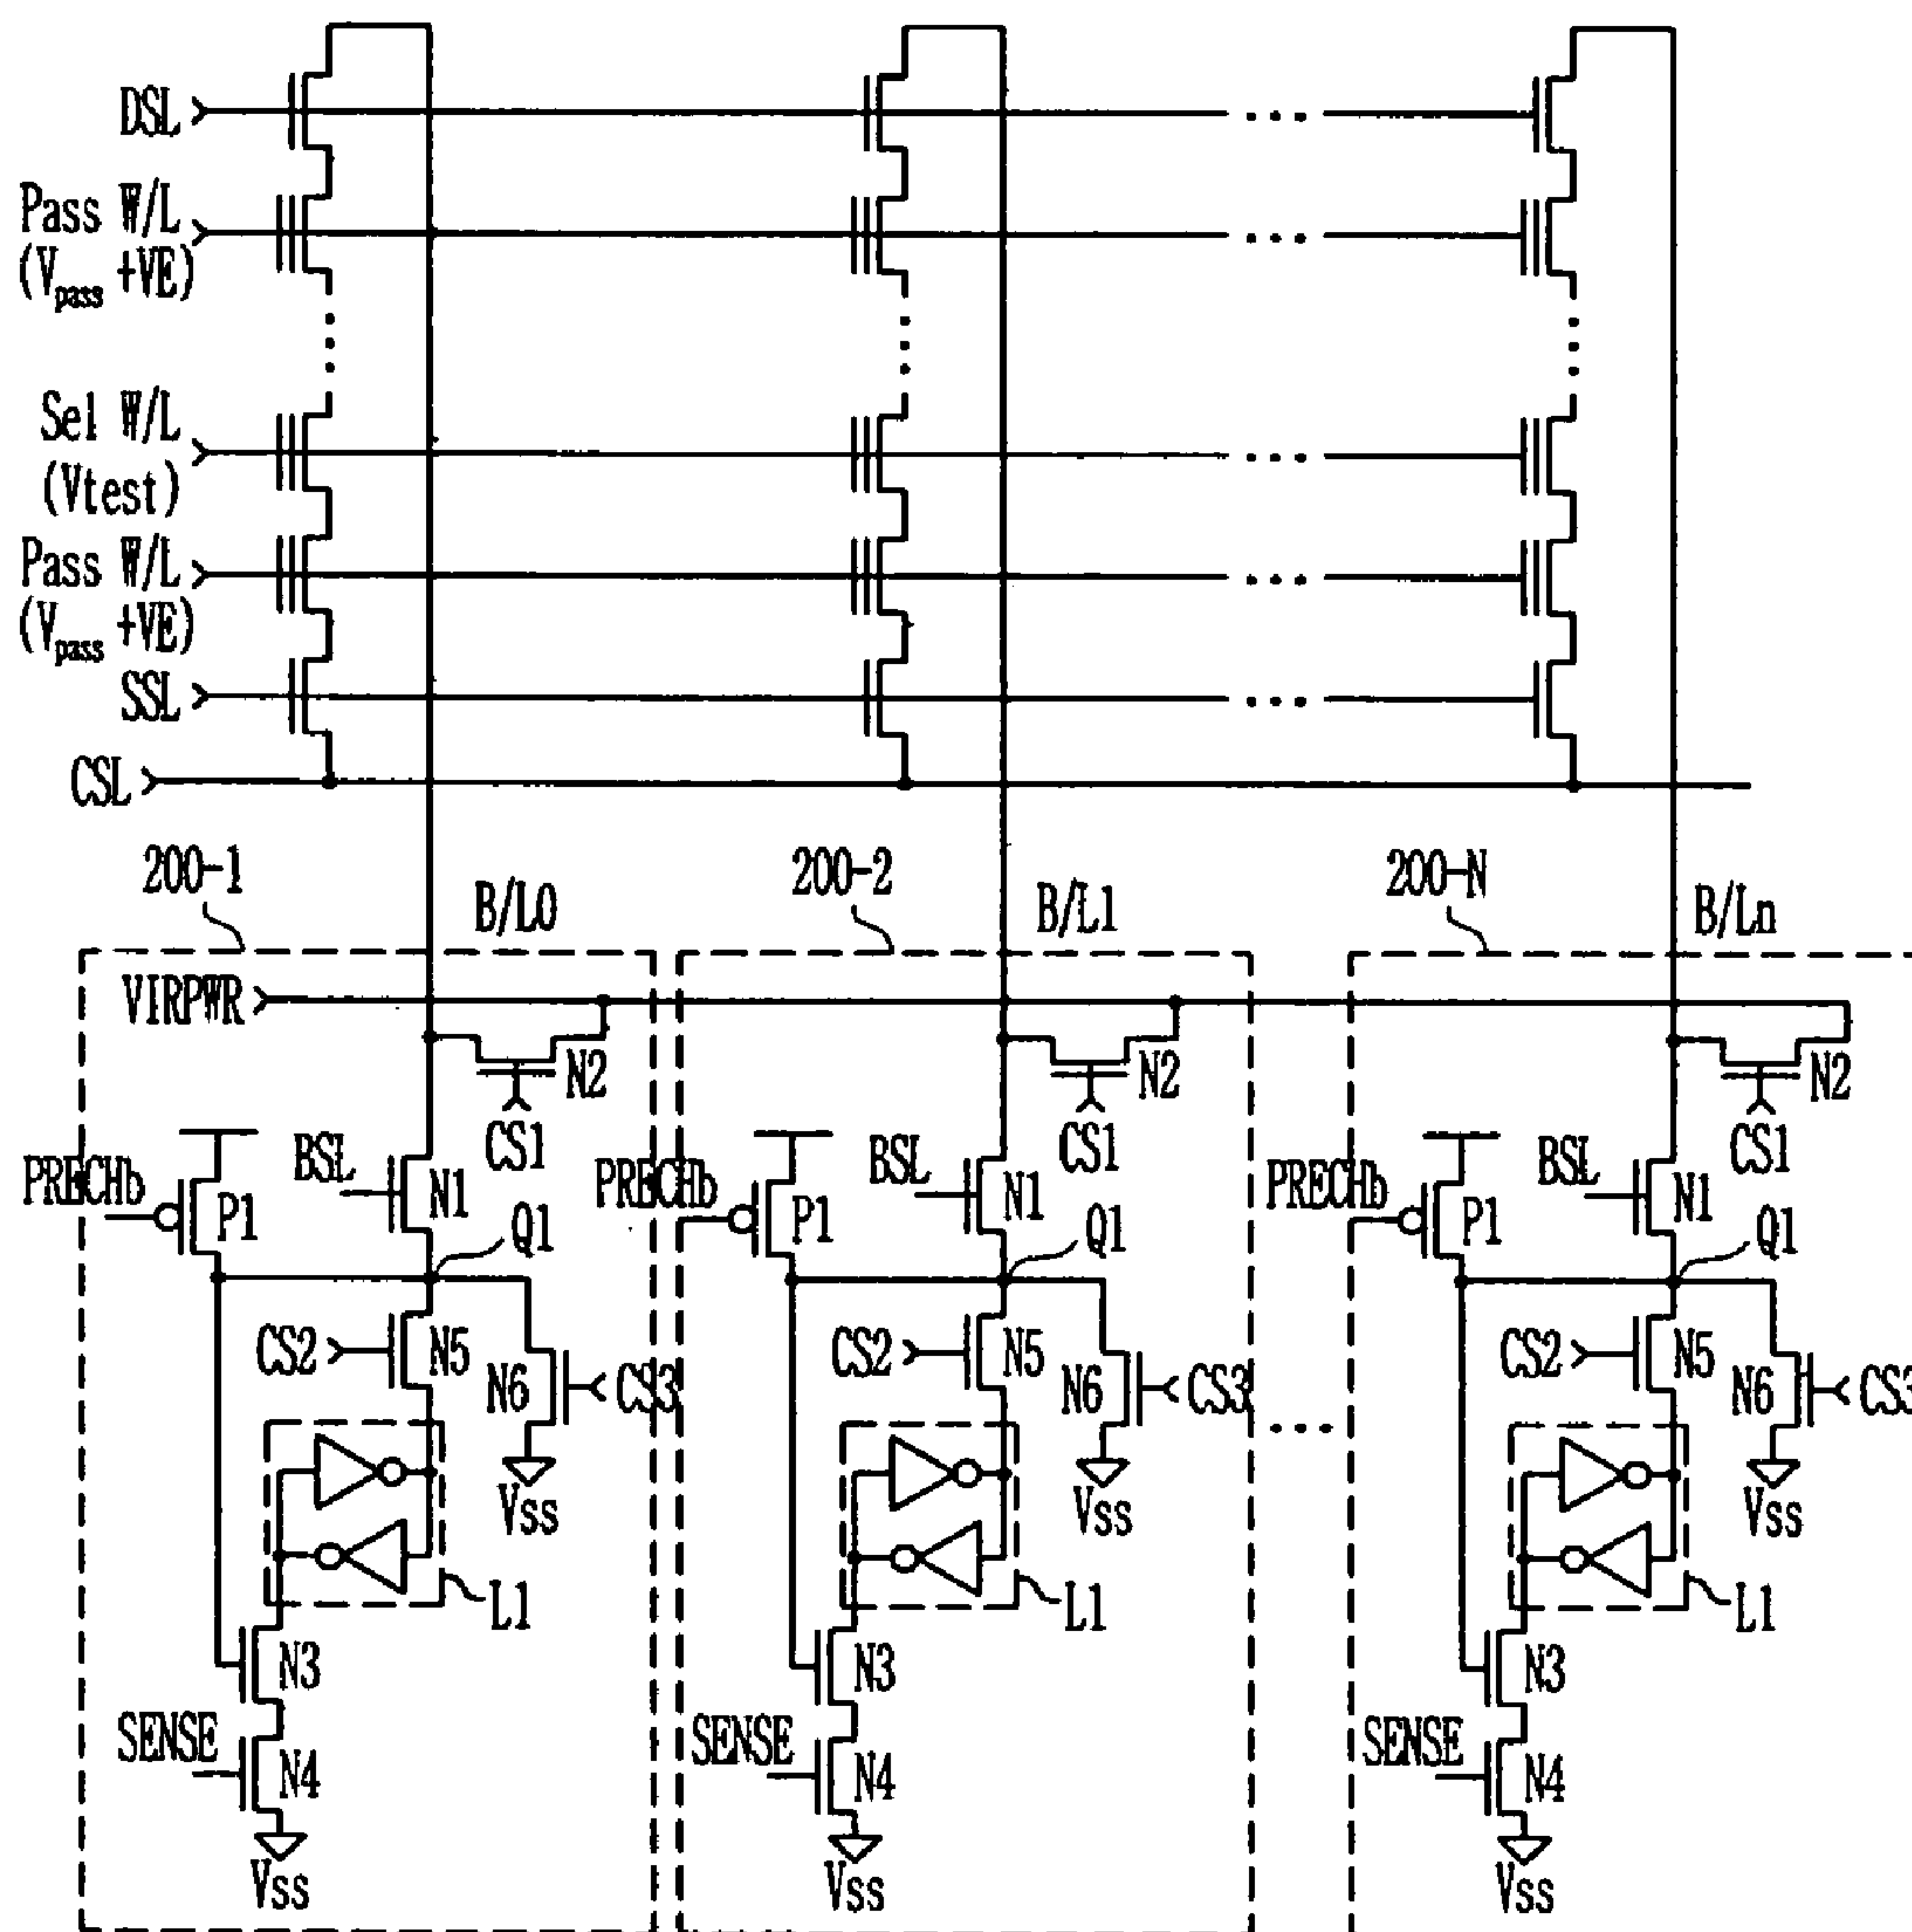 DSL
Pass W/L
(Vpass +VE)
Sel W/L
(Vtest)
Pass W/L
(Vpass +VE)
SSL
CSL
200-1 200-2 200-N
B/L0 B/L1 B/Ln
VIRPWR
N2 N2 N2
CS1 CS1 CS1
PRECHb P1 BSL N1 PRECHb P1 BSL N1 PRECHb P1 BSL N1
Q1 Q1 Q1
CS2 N5 N6 CS3 CS2 N5 N6 CS3 CS2 N5 N6 CS3
Vss Vss Vss
L1 L1 L1
N3 N3 N3
SENSE N4 SENSE N4 SENSE N4
Vss Vss Vss